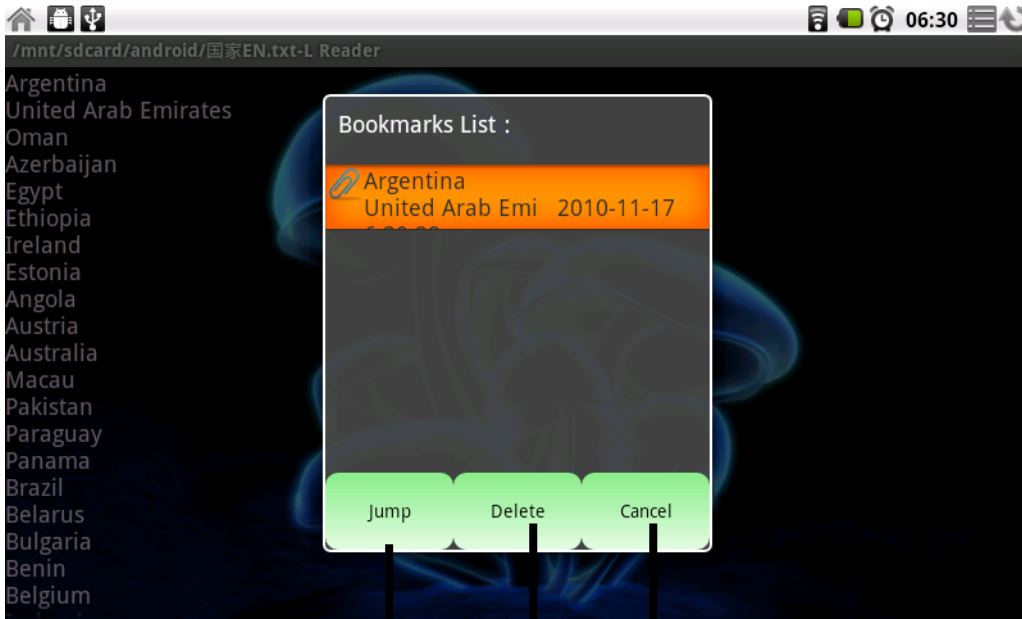 06:30
/mnt/sdcard/android/国家EN.txt-L Reader
Argentina
United Arab Emirates
Oman
Azerbaijan
Egypt
Ethiopia
Ireland
Estonia
Angola
Austria
Australia
Macau
Pakistan
Paraguay
Panama
Brazil
Belarus
Bulgaria
Benin
Belgium
Bookmarks List :
Argentina
United Arab Emi 2010-11-17
Jump
Delete
Cancel